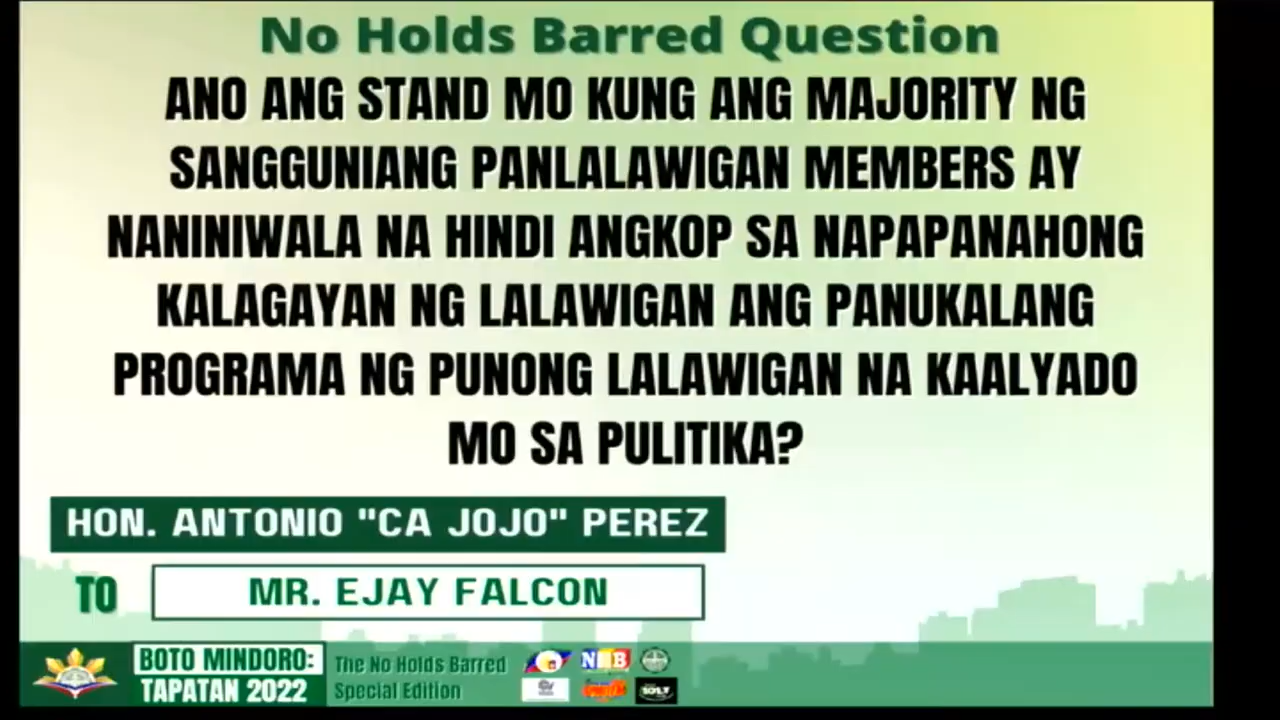 No Holds Barred Question
ANO ANG STAND MO KUNG ANG MAJORITY NG
SANGGUNIANG PANLALAWIGAN MEMBERS AY
NANINIWALA NA HINDI ANGKOP SA NAPAPANAHONG
KALAGAYAN NG LALAWIGAN ANG PANUKALANG
PROGRAMA NG PUNONG LALAWIGAN NA KAALYADO
MO SA PULITIKA?
HON. ANTONIO "CA JOJO" PEREZ
TO
MR. EJAY FALCON
BOTO MINDORO:
TAPATAN 2022
The No Holds Barred
Special Edition